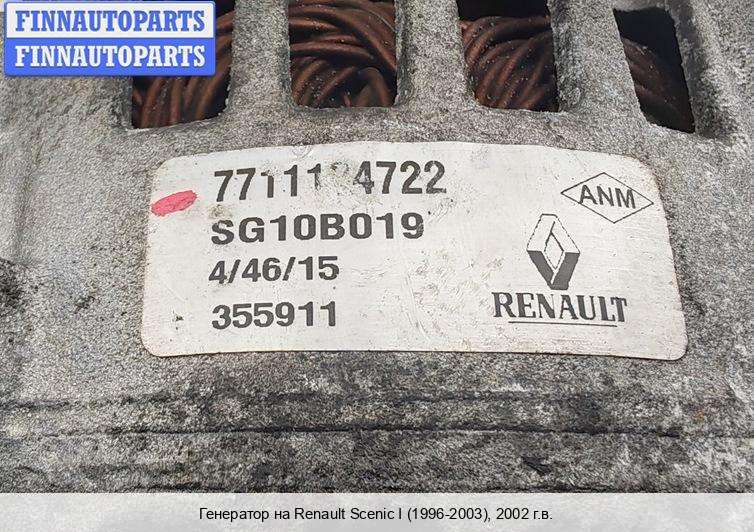 FINNAUTOPARTS
FINNAUTOPARTS
SG10B019
4/46/15
355911
ANM
RENAULT
Генератор на Renault Scenic I (1996-2003), 2002 г.в.